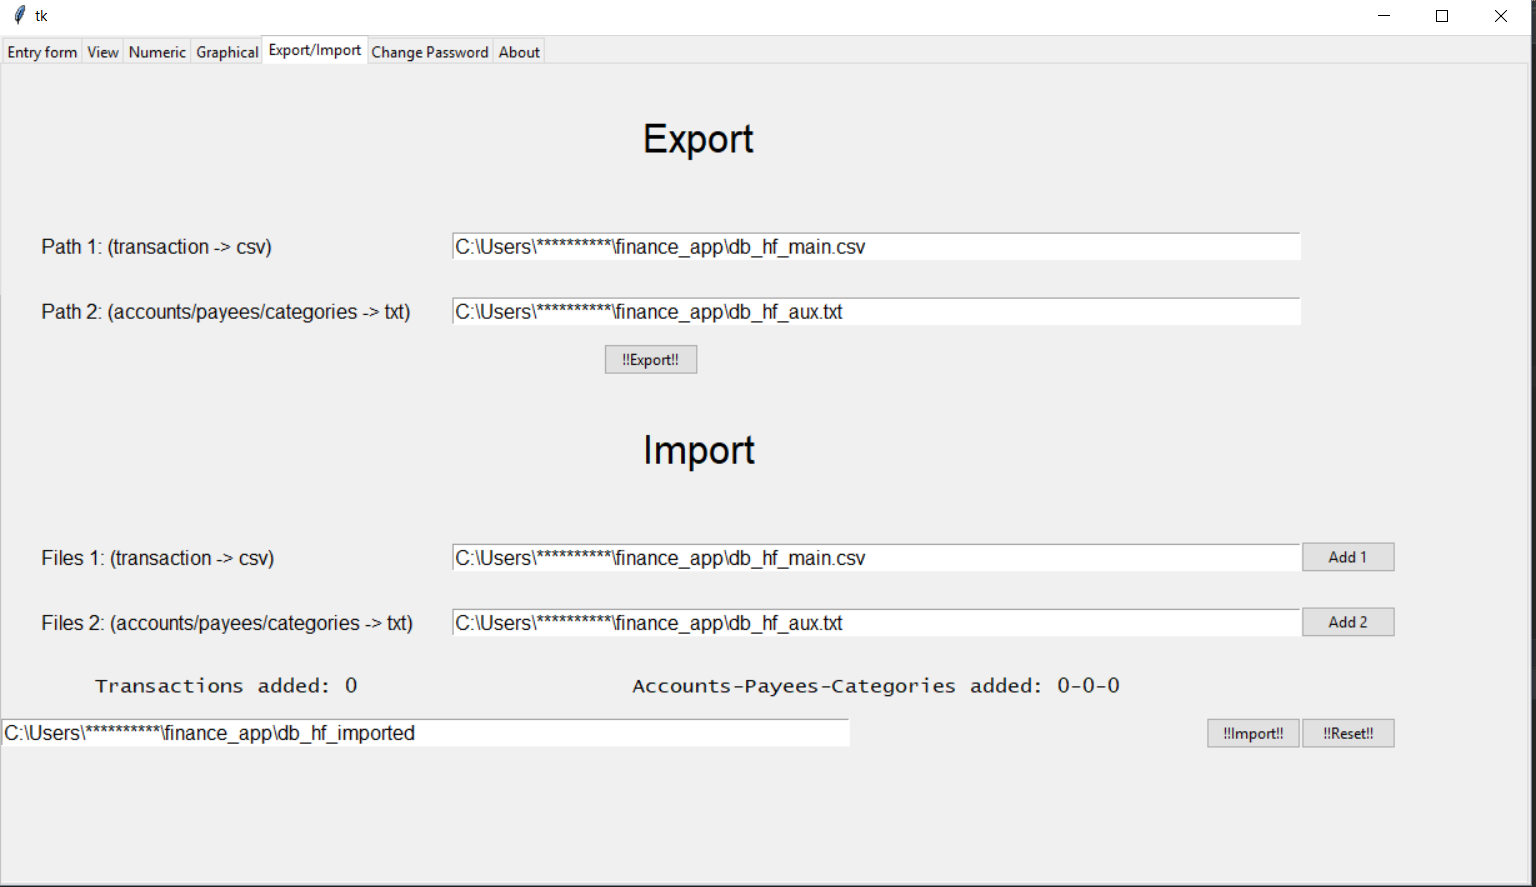 tk
Entry form View Numeric Graphical Export/Import Change Password About
Export
Path 1: (transaction -> csv) C:\Users\**********\finance_app\db_hf_main.csv
Path 2: (accounts/payees/categories -> txt) C:\Users\**********\finance_app\db_hf_aux.txt
!!Export!!
Import
Files 1: (transaction -> csv) C:\Users\**********\finance_app\db_hf_main.csv Add 1
Files 2: (accounts/payees/categories -> txt) C:\Users\**********\finance_app\db_hf_aux.txt Add 2
Transactions added: 0 Accounts-Payees-Categories added: 0-0-0
C:\Users\**********\finance_app\db_hf_imported !!Import!! !!Reset!!